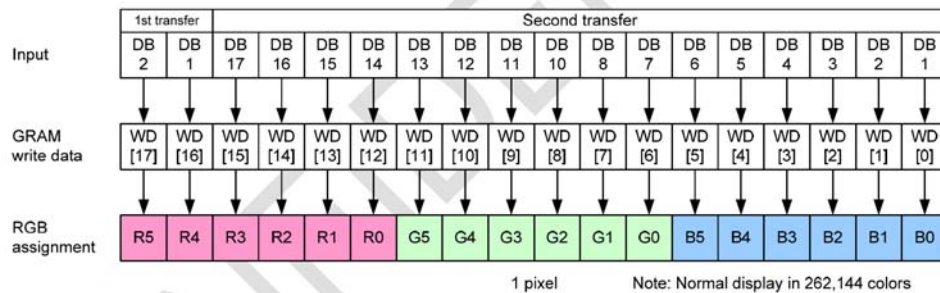 1st transfer Second transfer
Input DB 2 DB 1 DB 17 DB 16 DB 15 DB 14 DB 13 DB 12 DB 11 DB 10 DB 8 DB 7 DB 6 DB 5 DB 4 DB 3 DB 2 DB 1
GRAM write data WD [17] WD [16] WD [15] WD [14] WD [13] WD [12] WD [11] WD [10] WD [9] WD [8] WD [7] WD [6] WD [5] WD [4] WD [3] WD [2] WD [1] WD [0]
RGB assignment R5 R4 R3 R2 R1 R0 G5 G4 G3 G2 G1 G0 B5 B4 B3 B2 B1 B0
1 pixel Note: Normal display in 262,144 colors